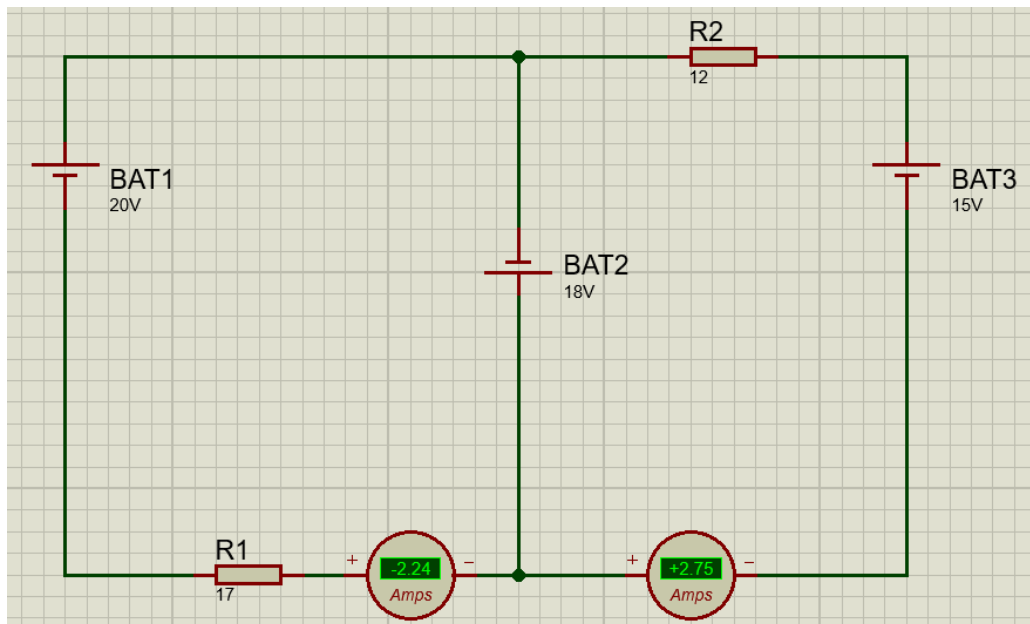 R2
12
BAT1
20V
BAT3
15V
BAT2
18V
R1
17
+ -2.24 −
Amps
+ +2.75 −
Amps